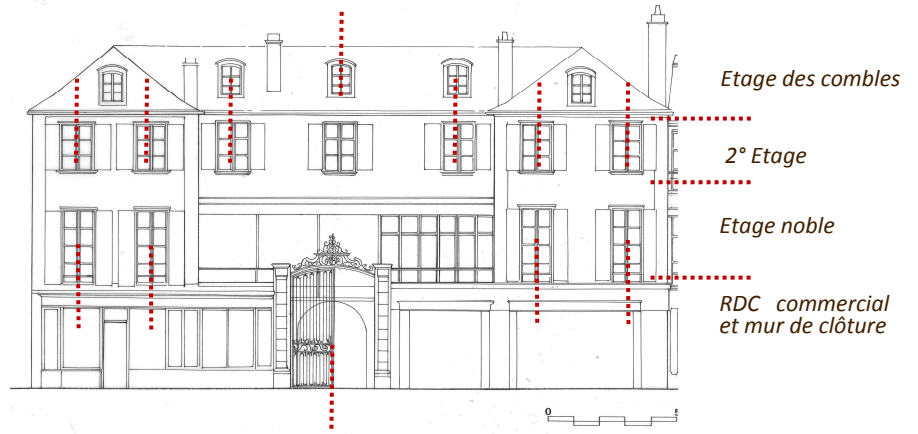 Etage des combles
2° Etage
Etage noble
RDC commercial
et mur de clôture
0
5